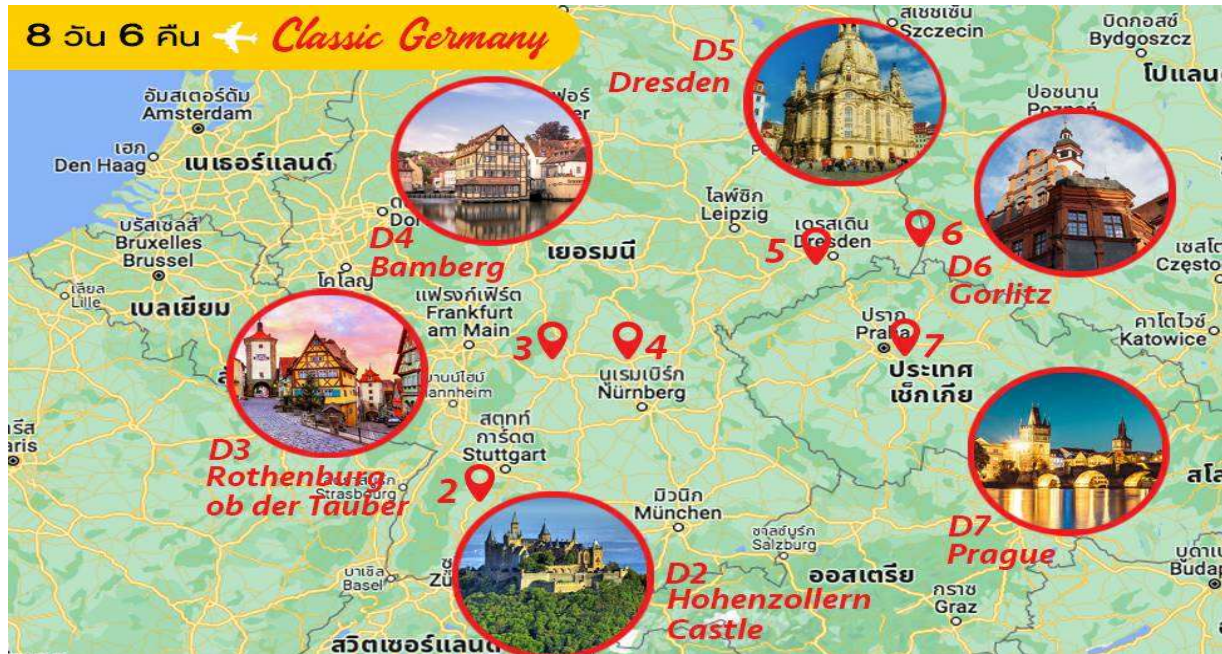 8 วัน 6 คืน Classic Germany
D5
Dresden
สเชชเซ็น
Szczecin
บิดกอสซ์
Bydgoszcz
โปแลน
อัมสเตอร์ดัม
Amsterdam
ปอซนาน
Poznań
เฮก
Den Haag
เนเธอร์แลนด์
ไลพ์ซิก
Leipzig
เดรสเดิน
Dresden
5
6
D6
Gorlitz
D4
Bamberg
เยอรมนี
บรัสเซลส์
Bruxelles
Brussel
โคโลญ
ลีล
Lille
เบลเยียม
แฟรงก์เฟิร์ต
Frankfurt
am Main
3
4
นูเรมเบิร์ก
Nürnberg
ปราก
Praha
7
ประเทศ
เช็กเกีย
คาโตไวซ์
Katowice
สตุทท์
การ์ดต
Stuttgart
D3
Rothenburg
ob der Tauber
Strasbourg
2
มิวนิก
München
ซาลซ์บูร์ก
Salzburg
D7
Prague
บาเซิล
Basel
D2
Hohenzollern
Castle
ออสเตรีย
กราซ
Graz
สวิตเซอร์แลนด์